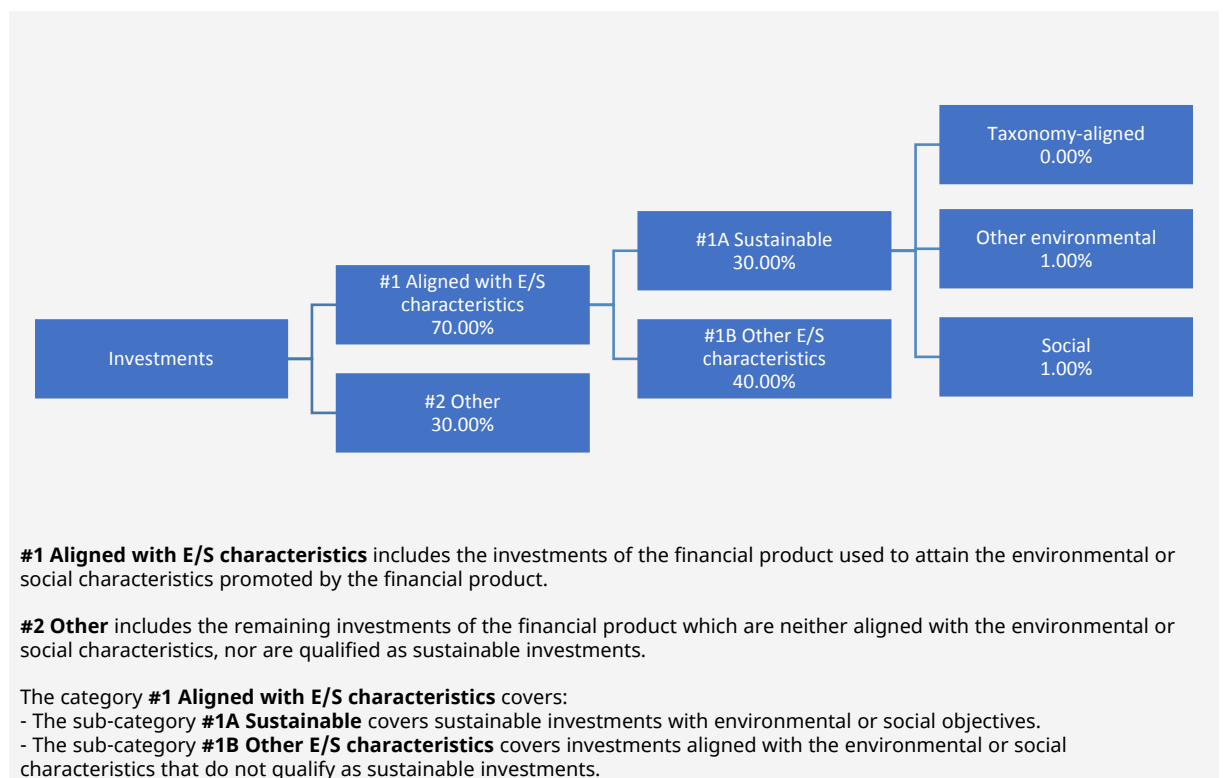 Taxonomy-aligned
0.00%
#1A Sustainable
30.00%
Other environmental
1.00%
#1 Aligned with E/S
characteristics
70.00%
Investments
#1B Other E/S
characteristics
40.00%
Social
1.00%
#2 Other
30.00%
#1 Aligned with E/S characteristics includes the investments of the financial product used to attain the environmental or
social characteristics promoted by the financial product.
#2 Other includes the remaining investments of the financial product which are neither aligned with the environmental or
social characteristics, nor are qualified as sustainable investments.
The category #1 Aligned with E/S characteristics covers:
- The sub-category #1A Sustainable covers sustainable investments with environmental or social objectives.
- The sub-category #1B Other E/S characteristics covers investments aligned with the environmental or social
characteristics that do not qualify as sustainable investments.